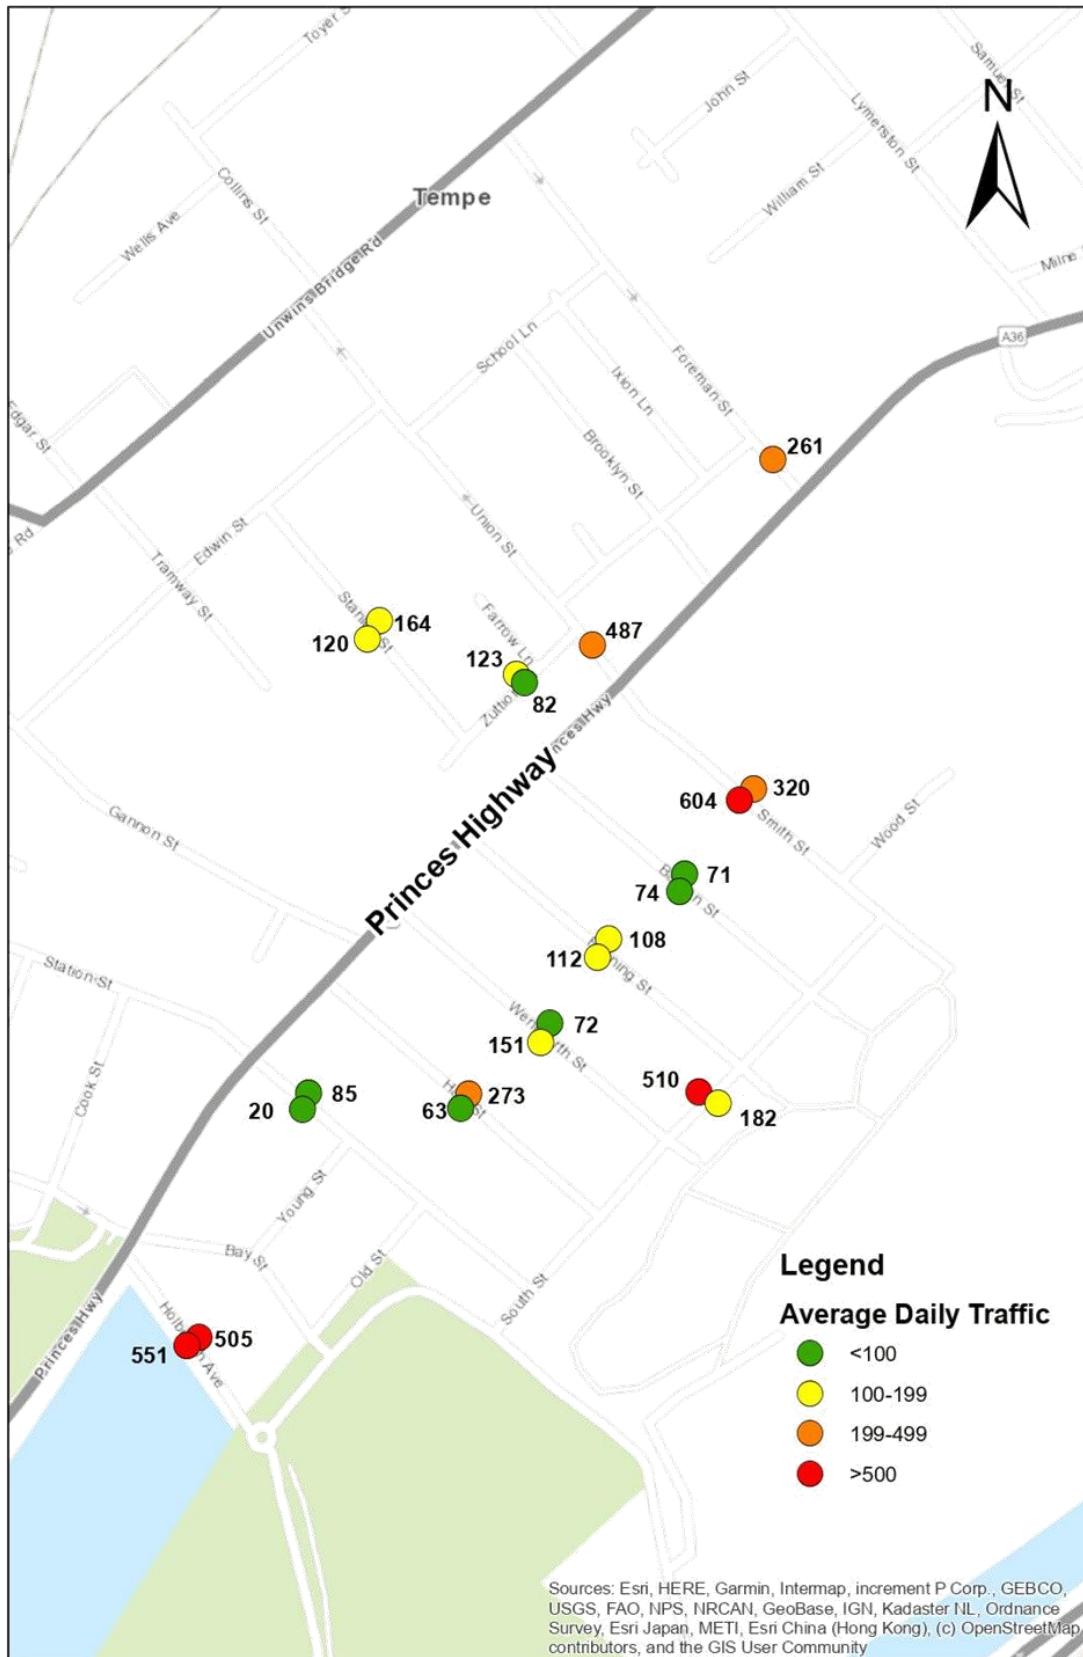 Toyer S
Samuel St
N
John St
Lymerston St
Collins St
Tempe
William St
Wells Ave
Milne
Unwins Bridge Rd
A36
School Ln
Foreman St
Ixion Ln
Edgar St
Brooklyn St
261
Union St
Edwin St
Rd
Tramway St
164
120
Farrow Ln
487
123
82
Princes Highway
320
604
Smith St
Wood St
Gannon St
71
74
108
112
Station St
72
151
Cook St
510
182
85
20
273
63
Young St
Bay St
Old St
South St
Princes Hwy
505
551
Legend
Average Daily Traffic
<100
100-199
199-499
>500
Sources: Esri, HERE, Garmin, Intermap, increment P Corp., GEBCO,
USGS, FAO, NPS, NRCAN, GeoBase, IGN, Kadaster NL, Ordnance
Survey, Esri Japan, METI, Esri China (Hong Kong), (c) OpenStreetMap
contributors, and the GIS User Community